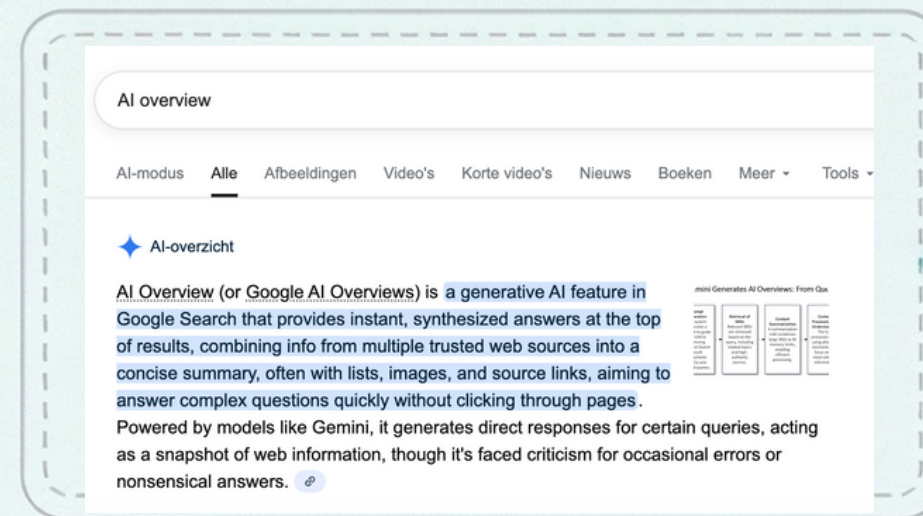 AI overview
AI-modus Alle Afbeeldingen Video's Korte video's Nieuws Boeken Meer Tools
AI-overzicht
AI Overview (or Google AI Overviews) is a generative AI feature in
Google Search that provides instant, synthesized answers at the top
of results, combining info from multiple trusted web sources into a
concise summary, often with lists, images, and source links, aiming to
answer complex questions quickly without clicking through pages.
Powered by models like Gemini, it generates direct responses for certain queries, acting
as a snapshot of web information, though it's faced criticism for occasional errors or
nonsensical answers.
Generates AI Overviews: From